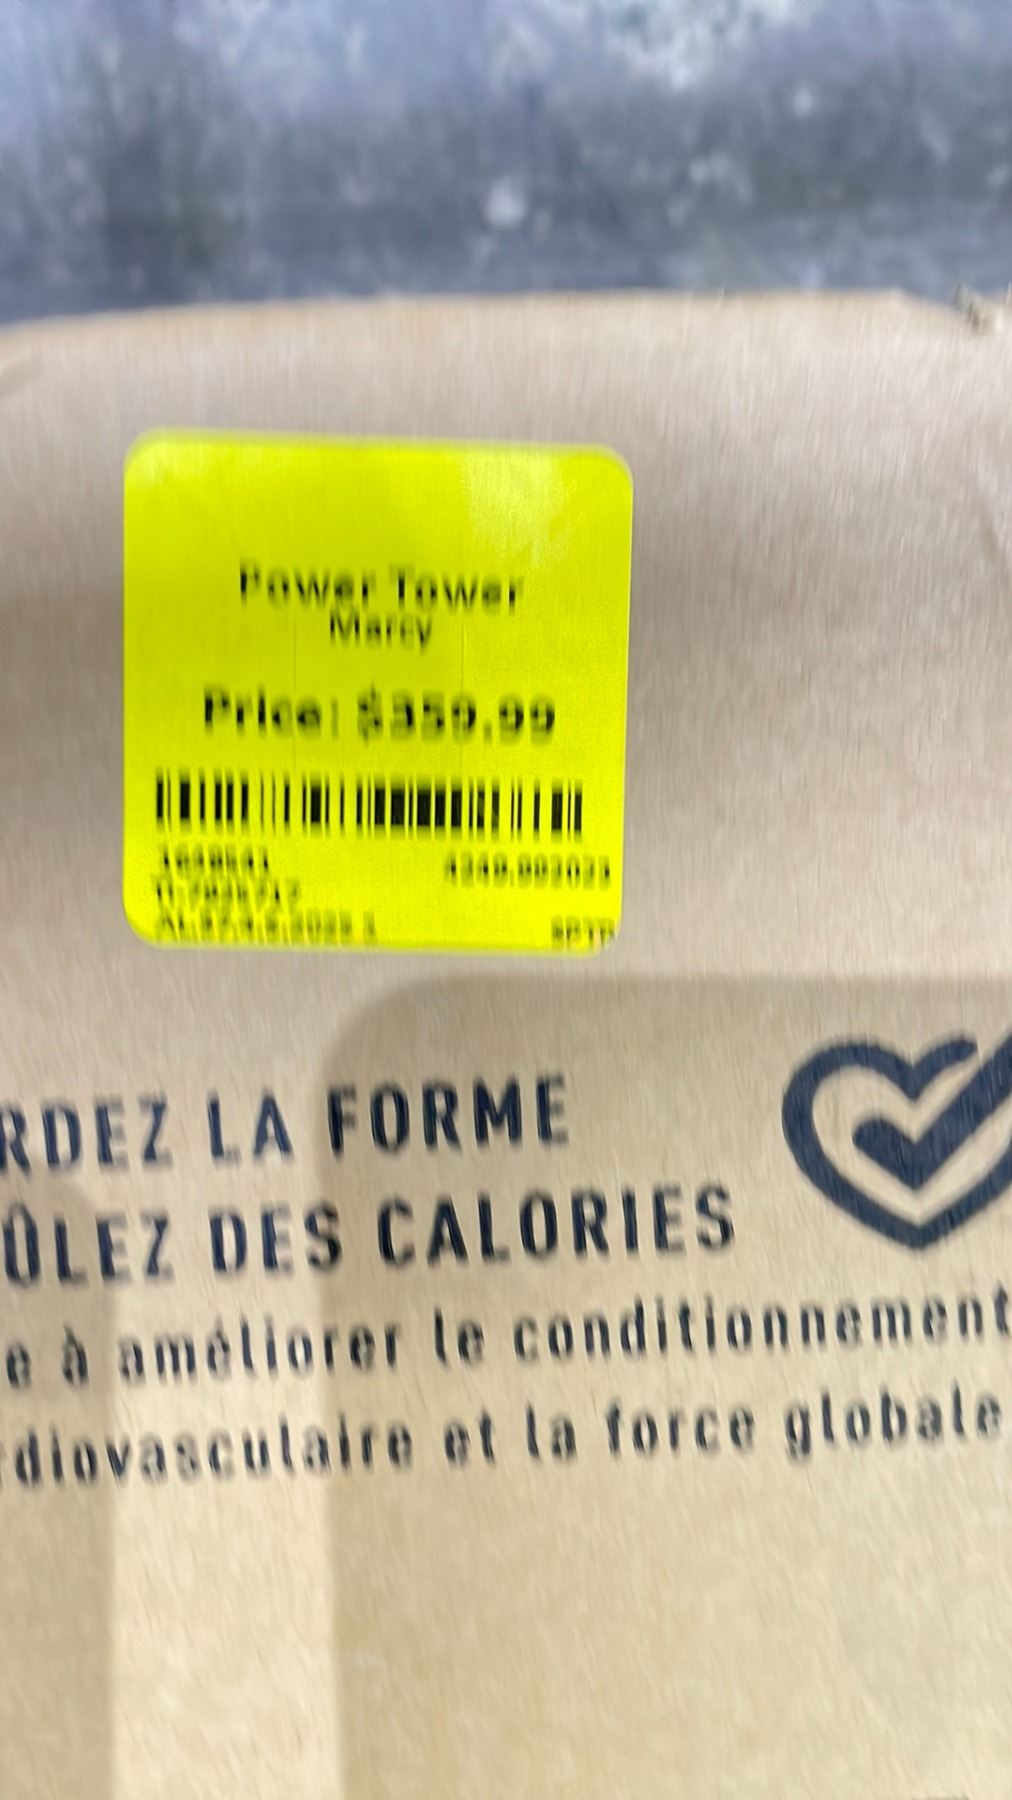 Power Tower
Marcy
Price: $359.99
RDEZ LA FORME
ÛLEZ DES CALORIES
e à améliorer le conditionnement
diovasculaire et la force globale